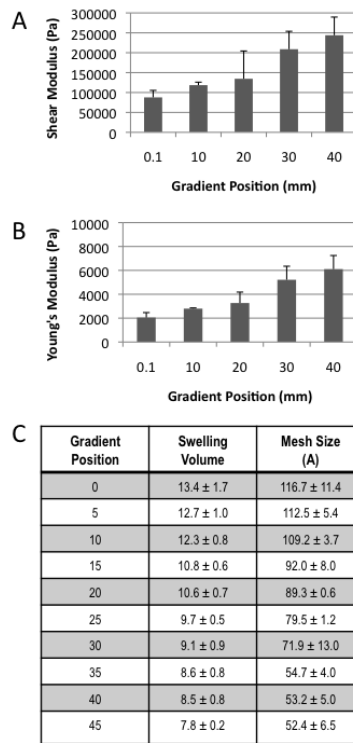 A
Shear Modulus (Pa)
300000
250000
200000
150000
100000
50000
0
0.1 10 20 30 40
Gradient Position (mm)
B
Young's Modulus (Pa)
10000
8000
6000
4000
2000
0
0.1 10 20 30 40
Gradient Position (mm)
C
Gradient Position Swelling Volume Mesh Size (A)
0 13.4 ± 1.7 116.7 ± 11.4
5 12.7 ± 1.0 112.5 ± 5.4
10 12.3 ± 0.8 109.2 ± 3.7
15 10.8 ± 0.6 92.0 ± 8.0
20 10.6 ± 0.7 89.3 ± 0.6
25 9.7 ± 0.5 79.5 ± 1.2
30 9.1 ± 0.9 71.9 ± 13.0
35 8.6 ± 0.8 54.7 ± 4.0
40 8.5 ± 0.8 53.2 ± 5.0
45 7.8 ± 0.2 52.4 ± 6.5